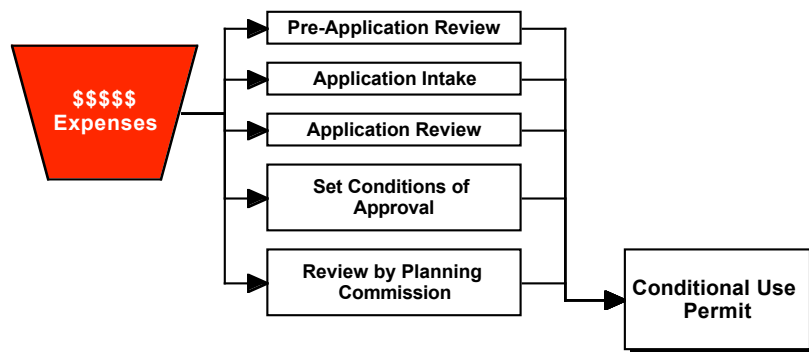 $$$$$
Expenses
Pre-Application Review
Application Intake
Application Review
Set Conditions of
Approval
Review by Planning
Commission
Conditional Use
Permit